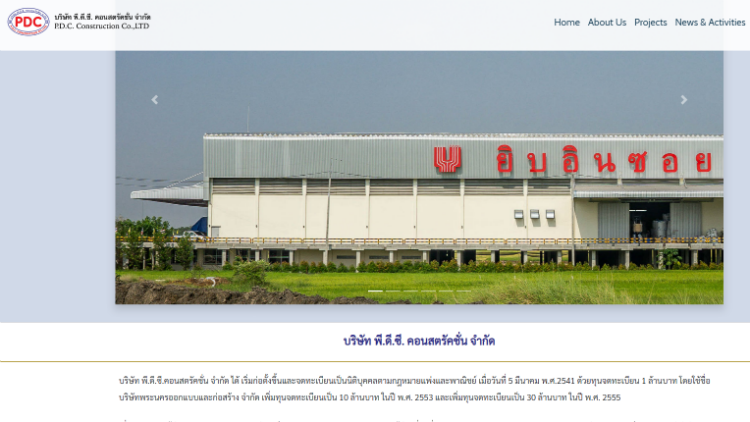 PDC
บริษัท พี.ดี.ซี. คอนสตรัคชั่น จำกัด
P.D.C. Construction Co.,LTD
Home About Us Projects News & Activities
ยิบอินซอย
บริษัท พี.ดี.ซี. คอนสตรัคชั่น จำกัด
บริษัท พี.ดี.ซี.คอนสตรัคชั่น จำกัด ได้ เริ่มก่อตั้งขึ้นและจดทะเบียนเป็นนิติบุคคลตามกฎหมายแพ่งและพาณิชย์ เมื่อวันที่ 5 มีนาคม พ.ศ.2541 ด้วยทุนจดทะเบียน 1 ล้านบาท โดยใช้ชื่อ
บริษัทพระนครออกแบบและก่อสร้าง จำกัด เพิ่มทุนจดทะเบียนเป็น 10 ล้านบาท ในปี พ.ศ. 2553 และเพิ่มทุนจดทะเบียนเป็น 30 ล้านบาท ในปี พ.ศ. 2555